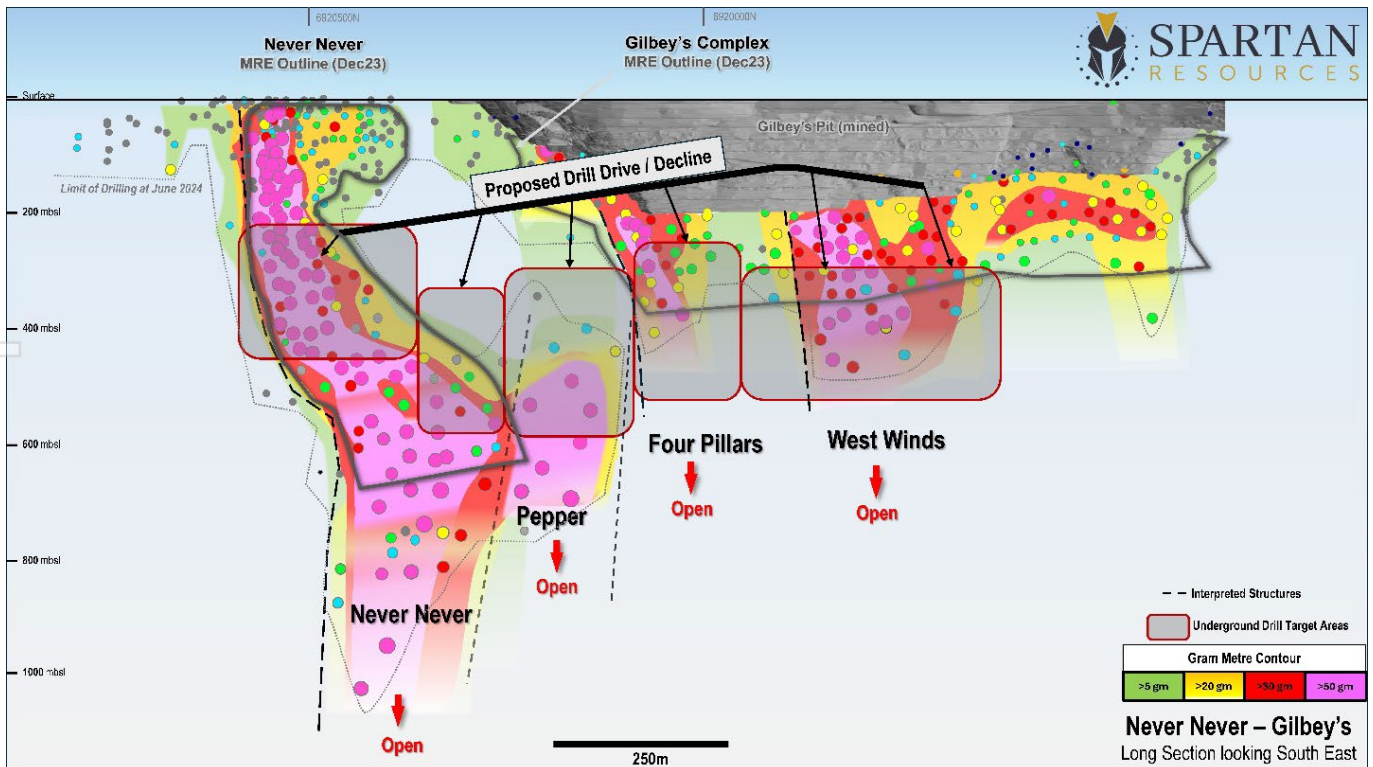 6820500N
6920000N
Never Never
MRE Outline (Dec23)
Gilbey's Complex
MRE Outline (Dec23)
SPARTAN
RESOURCES
Surface
Gilbey's Pit (mined)
Proposed Drill Drive / Decline
Limit of Drilling at June 2024
200 mbsl
400 mbsl
600 mbsl
800 mbsl
1000 mbsl
Four Pillars
Open
West Winds
Open
Pepper
Open
Never Never
Open
Interpreted Structures
Underground Drill Target Areas
Gram Metre Contour
>5 gm
>20 gm
>30 gm
>50 gm
Never Never – Gilbey's
Long Section looking South East
250m